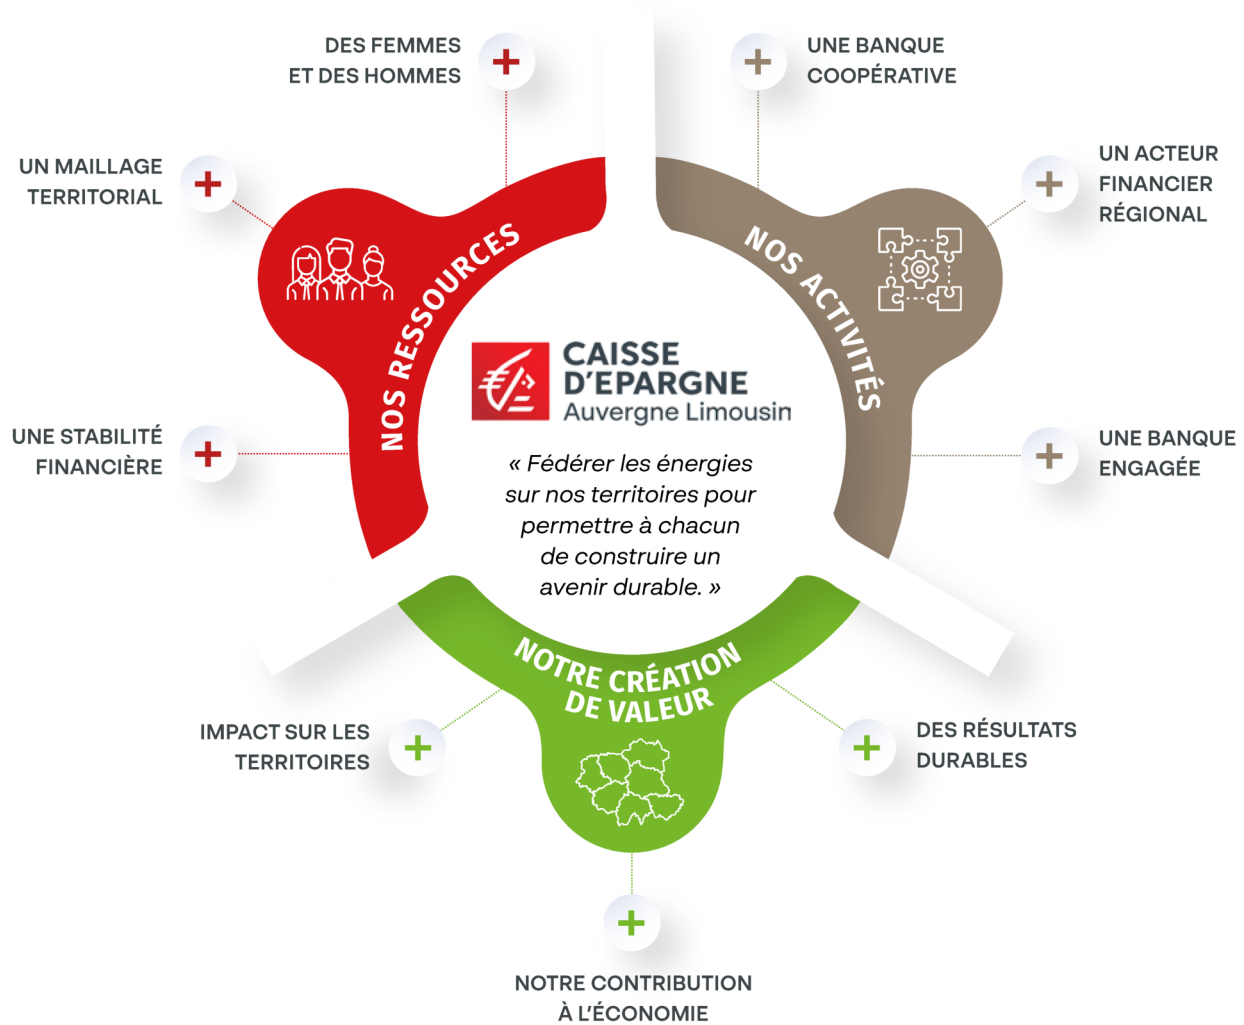 DES FEMMES
ET DES HOMMES
UN MAILLAGE
TERRITORIAL
UNE STABILITÉ
FINANCIÈRE
NOS RESSOURCES
UNE BANQUE
COOPÉRATIVE
UN ACTEUR
FINANCIER
RÉGIONAL
UNE BANQUE
ENGAGÉE
NOS ACTIVITÉS
CAISSE
D'EPARGNE
Auvergne Limousin
« Fédérer les énergies
sur nos territoires pour
permettre à chacun
de construire un
avenir durable. »
NOTRE CRÉATION
DE VALEUR
IMPACT SUR LES
TERRITOIRES
DES RÉSULTATS
DURABLES
NOTRE CONTRIBUTION
À L'ÉCONOMIE